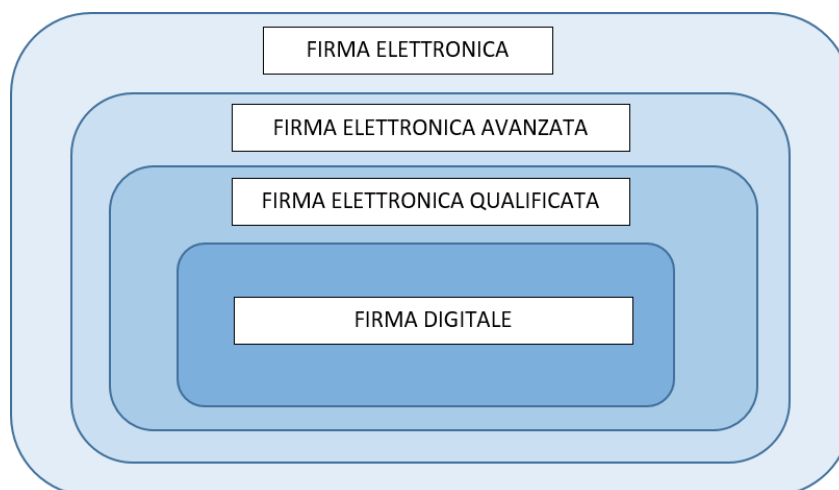 FIRMA ELETTRONICA
FIRMA ELETTRONICA AVANZATA
FIRMA ELETTRONICA QUALIFICATA
FIRMA DIGITALE